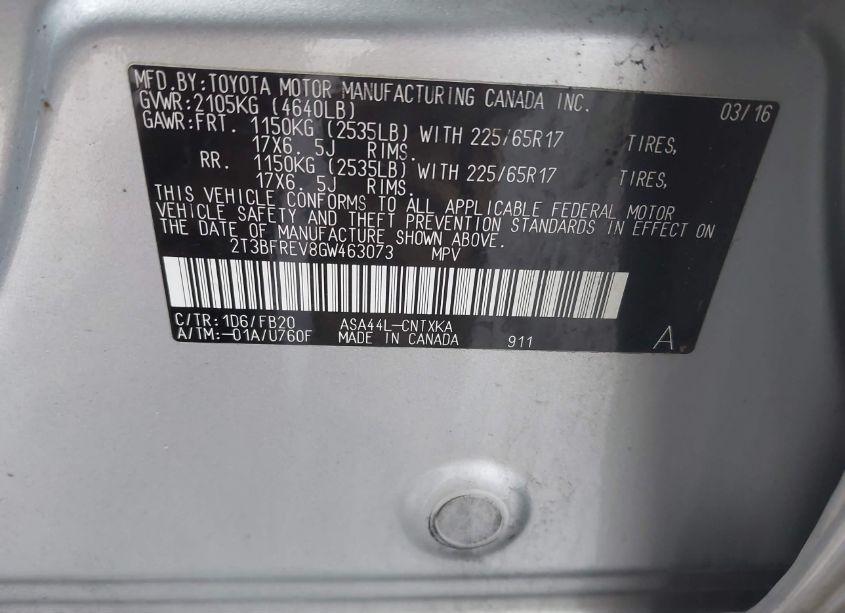 MFD.BY:TOYOTA MOTOR MANUFACTURING CANADA INC. 03/16
GVWR:2105KG (4640LB)
GAWR:FRT. 1150KG (2535LB) WITH 225/65R17 TIRES,
17X6. 5J RIMS.
RR. 1150KG (2535LB) WITH 225/65R17 TIRES,
17X6. 5J RIMS.
THIS VEHICLE CONFORMS TO ALL APPLICABLE FEDERAL MOTOR
VEHICLE SAFETY AND THEFT PREVENTION STANDARDS IN EFFECT ON
THE DATE OF MANUFACTURE SHOWN ABOVE.
2T3BFREV8GW463073 MPV
C/TR:1D6/FB20 ASA44L-CNTXKA
A/TM:-01A/U760F MADE IN CANADA 911 A